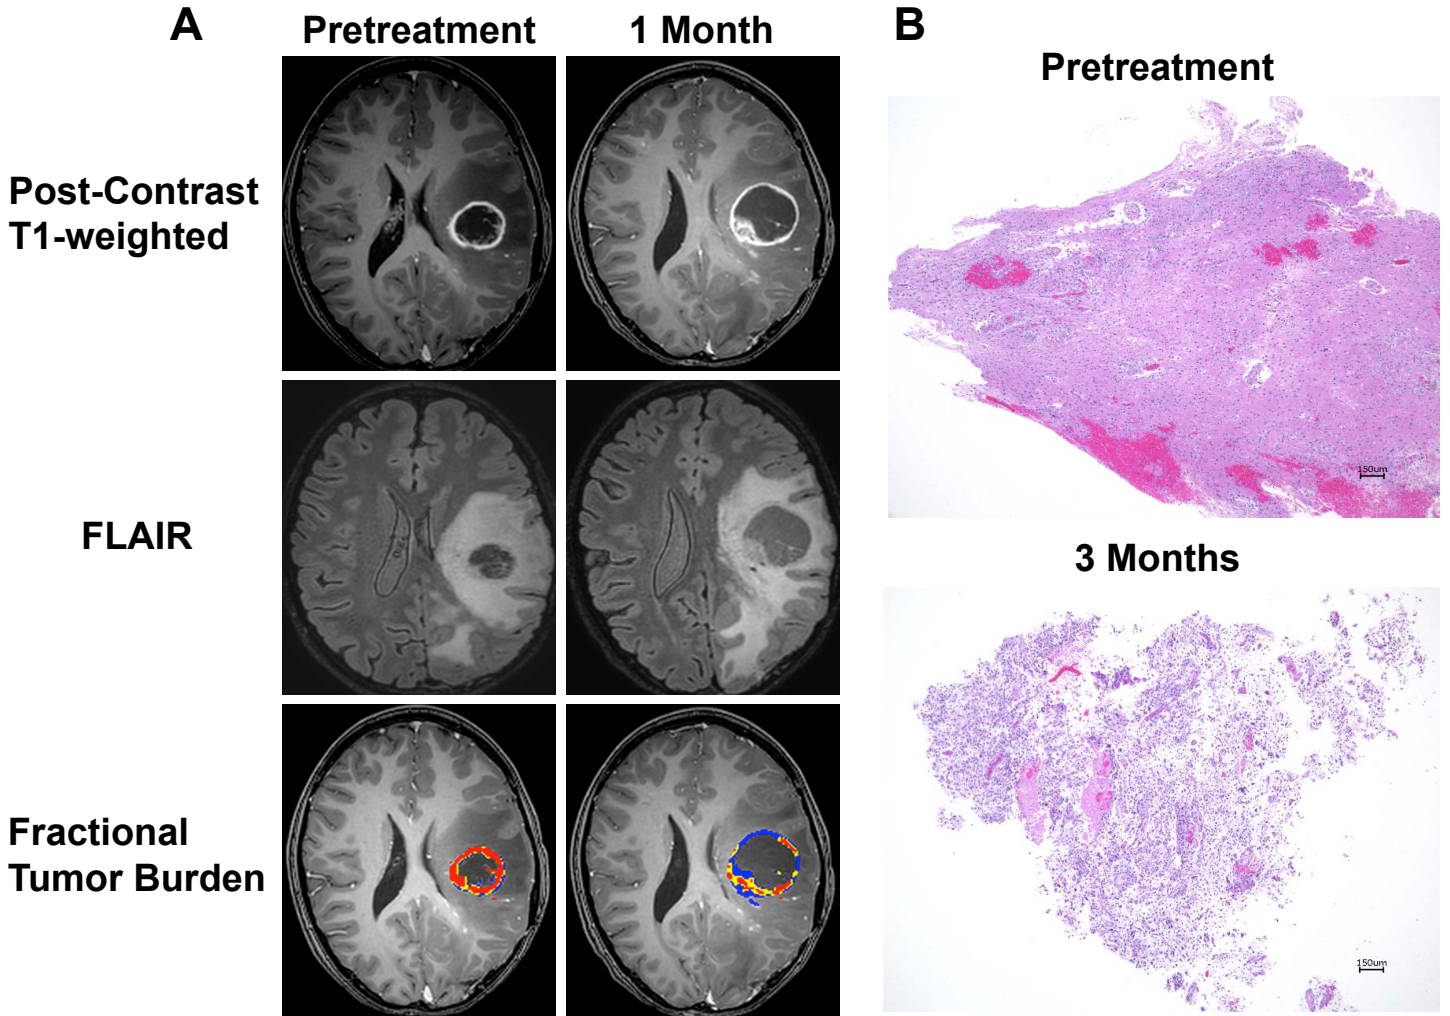 A
Pretreatment
1 Month
Post-Contrast
T1-weighted
FLAIR
Fractional
Tumor Burden
B
Pretreatment
150um
3 Months
150um